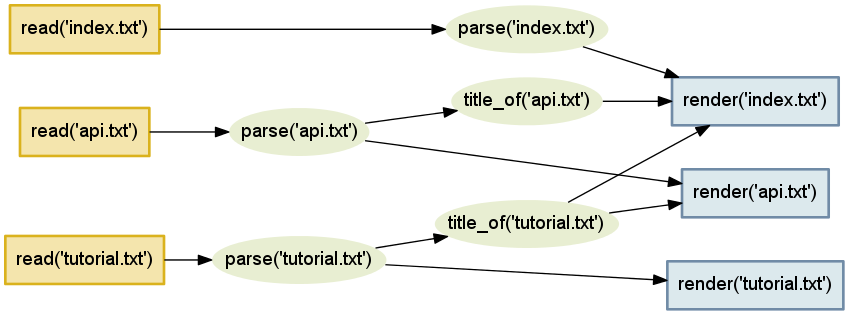 read('index.txt')
parse('index.txt')
title_of('api.txt')
render('index.txt')
read('api.txt')
parse('api.txt')
render('api.txt')
title_of('tutorial.txt')
read('tutorial.txt')
parse('tutorial.txt')
render('tutorial.txt')